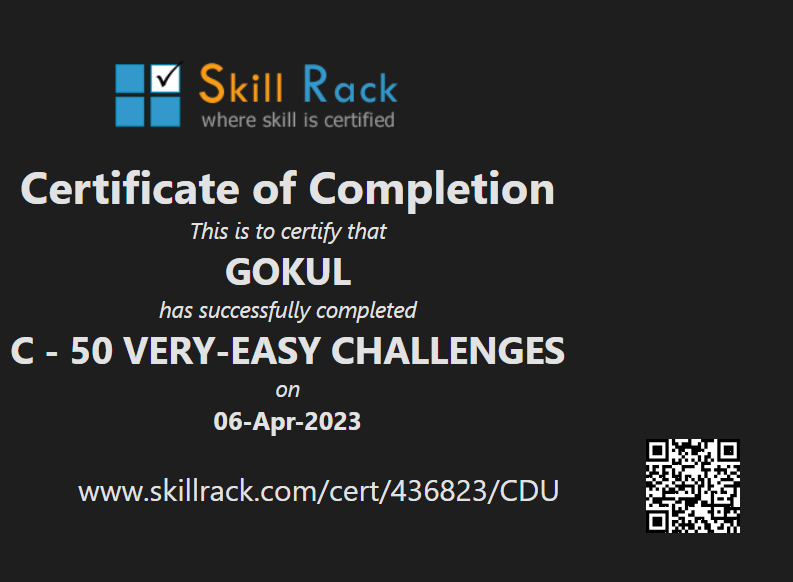 Skill Rack
where skill is certified
Certificate of Completion
This is to certify that
GOKUL
has successfully completed
C - 50 VERY-EASY CHALLENGES
on
06-Apr-2023
www.skillrack.com/cert/436823/CDU